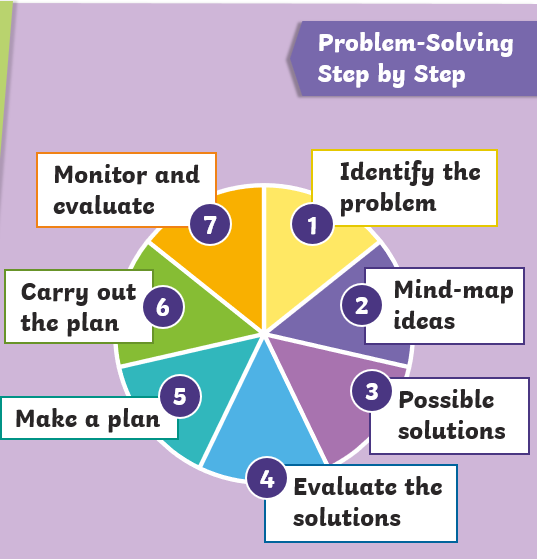 Problem-Solving
Step by Step
1
Identify the
problem
2
Mind-map
ideas
3
Possible
solutions
4
Evaluate the
solutions
5
Make a plan
6
Carry out
the plan
7
Monitor and
evaluate